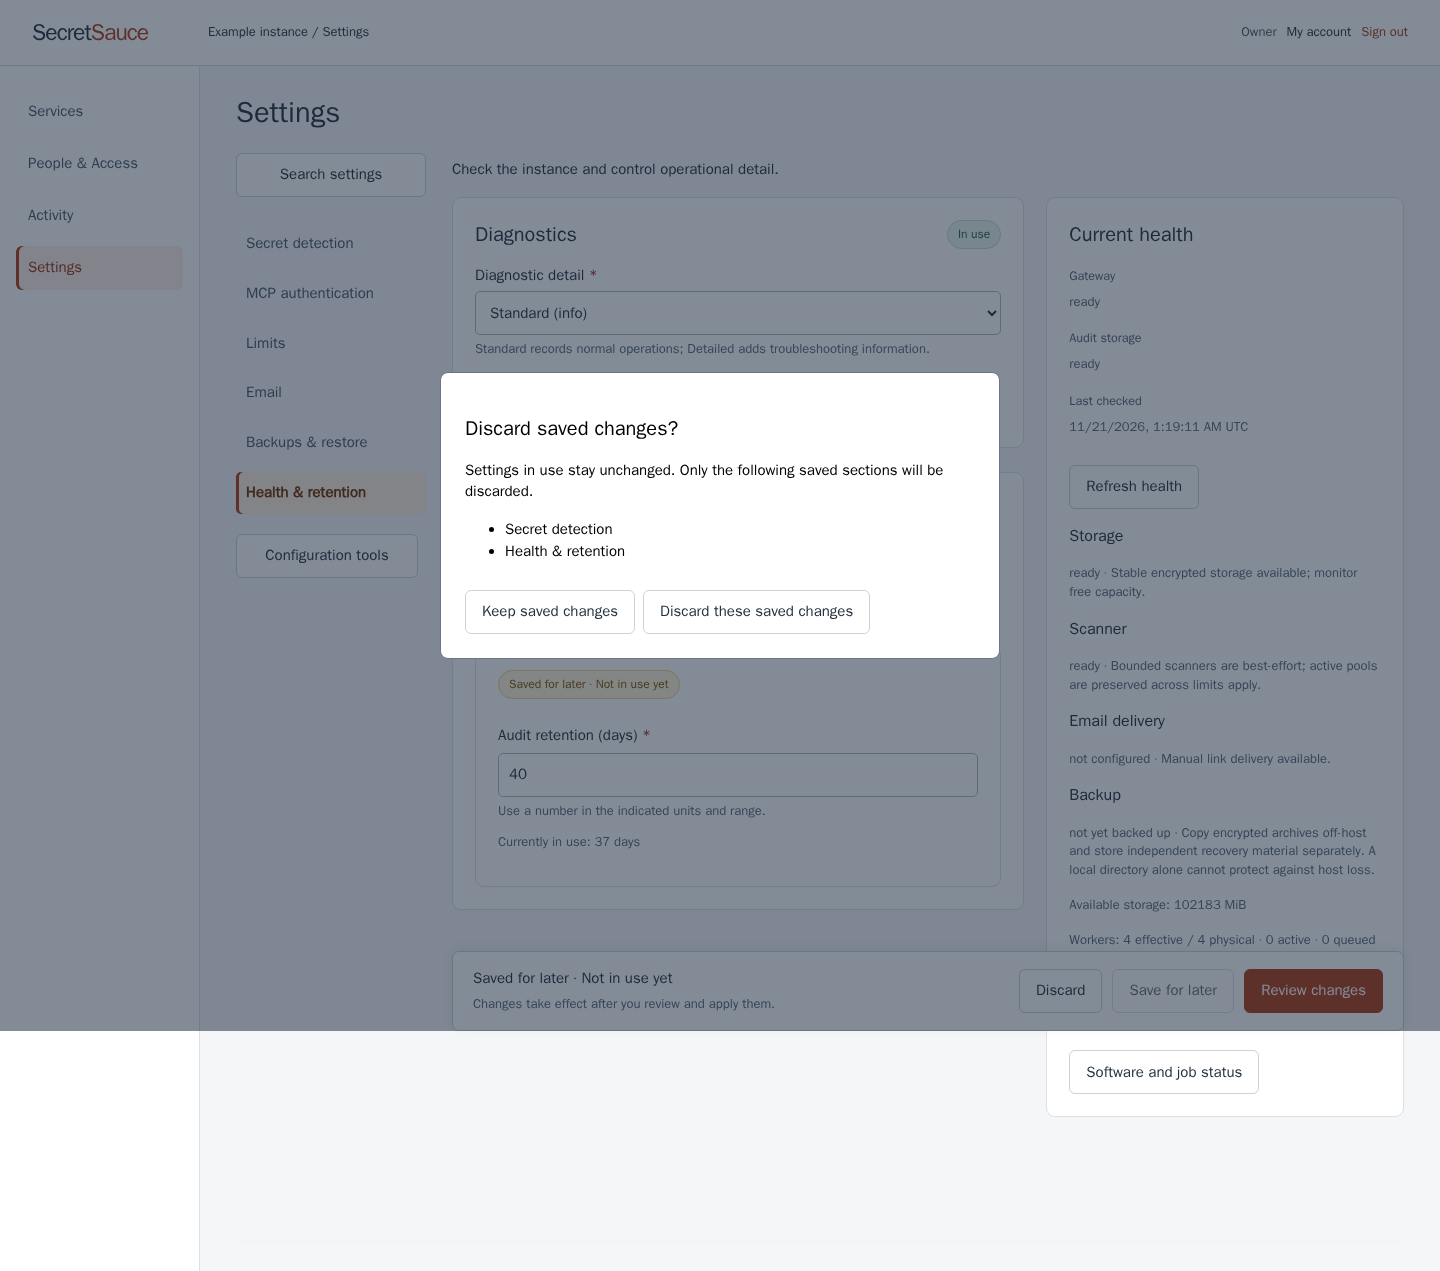 SecretSauce
Example instance / Settings
Owner My account Sign out
Services
People & Access
Activity
Settings
Settings
Search settings
Secret detection
MCP authentication
Limits
Email
Backups & restore
Health & retention
Configuration tools
Check the instance and control operational detail.
Diagnostics
In use
Diagnostic detail *
Standard (info)
Standard records normal operations; Detailed adds troubleshooting information.
Discard saved changes?
Settings in use stay unchanged. Only the following saved sections will be
discarded.
• Secret detection
• Health & retention
Keep saved changes
Discard these saved changes
Saved for later · Not in use yet
Audit retention (days) *
40
Use a number in the indicated units and range.
Currently in use: 37 days
Current health
Gateway
ready
Audit storage
ready
Last checked
11/21/2026, 1:19:11 AM UTC
Refresh health
Storage
ready · Stable encrypted storage available; monitor
free capacity.
Scanner
ready · Bounded scanners are best-effort; active pools
are preserved across limits apply.
Email delivery
not configured · Manual link delivery available.
Backup
not yet backed up · Copy encrypted archives off-host
and store independent recovery material separately. A
local directory alone cannot protect against host loss.
Available storage: 102183 MiB
Workers: 4 effective / 4 physical · 0 active · 0 queued
Saved for later · Not in use yet
Changes take effect after you review and apply them.
Discard
Save for later
Review changes
Software and job status